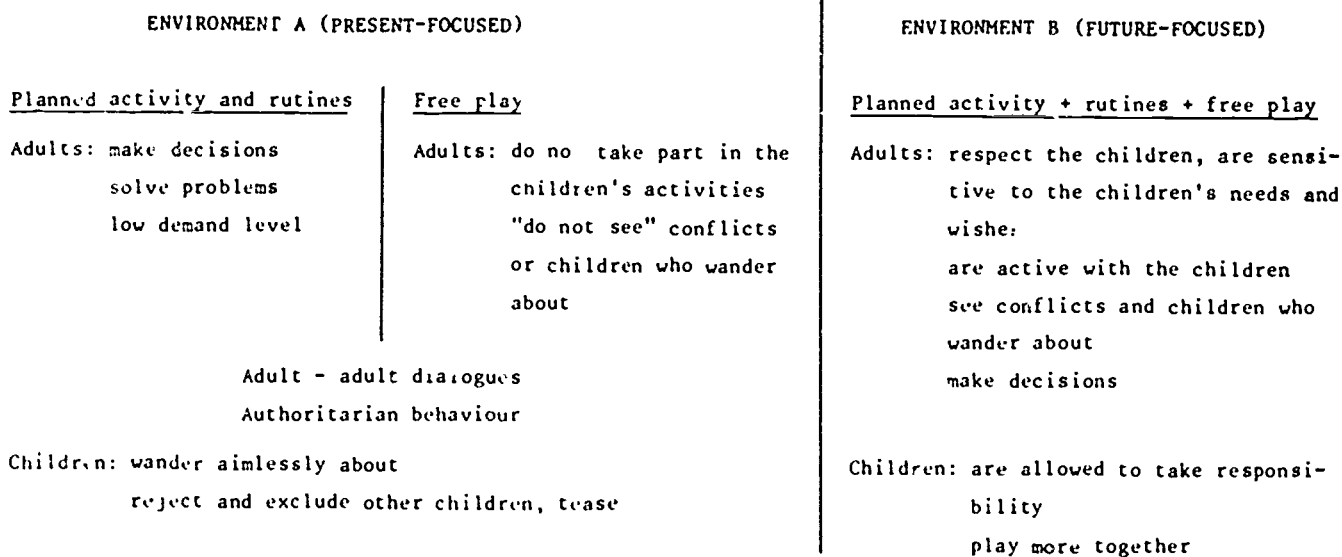 ENVIRONMENT A (PRESENT-FOCUSED)
Planned activity and rutines
Adults: make decisions
solve problems
low demand level
Free play
Adults: do no take part in the
children's activities
"do not see" conflicts
or children who wander
about
Adult - adult dialogues
Authoritarian behaviour
Children: wander aimlessly about
reject and exclude other children, tease
ENVIRONMENT B (FUTURE-FOCUSED)
Planned activity + rutines + free play
Adults: respect the children, are sensi-
tive to the children's needs and
wishe:
are active with the children
see conflicts and children who
wander about
make decisions
Children: are allowed to take responsi-
bility
play more together